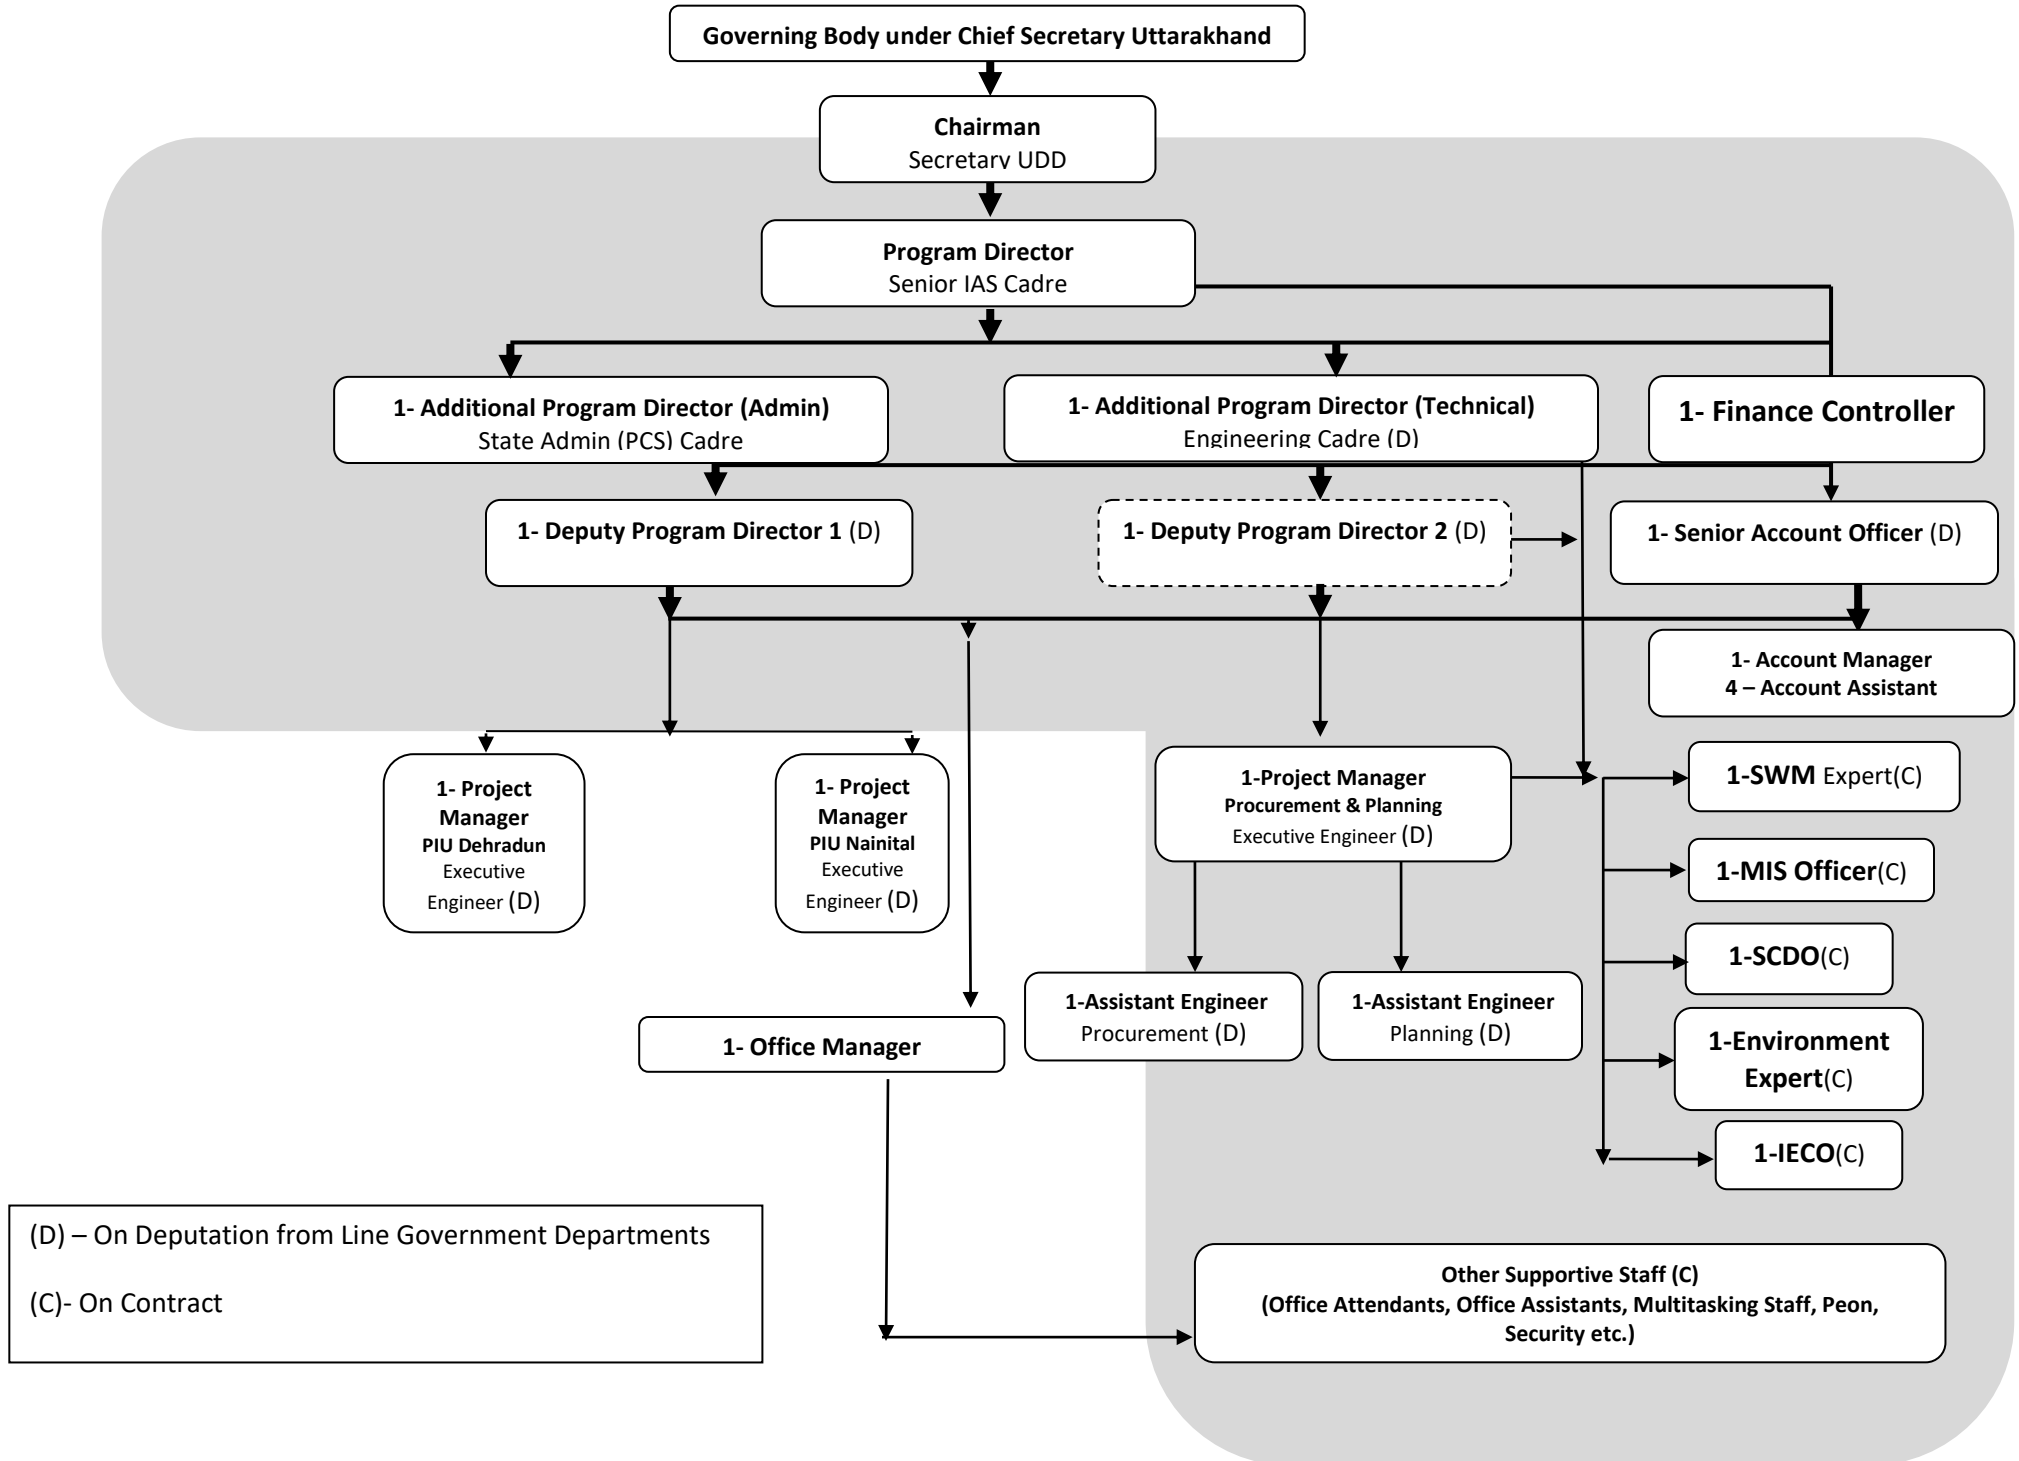 Governing Body under Chief Secretary Uttarakhand
Chairman
Secretary UDD
Program Director
Senior IAS Cadre
1- Additional Program Director (Admin)
State Admin (PCS) Cadre
1- Additional Program Director (Technical)
Engineering Cadre (D)
1- Finance Controller
1- Deputy Program Director 1 (D)
1- Deputy Program Director 2 (D)
1- Senior Account Officer (D)
1- Account Manager
4 – Account Assistant
1- Project
Manager
PIU Dehradun
Executive
Engineer (D)
1- Project
Manager
PIU Nainital
Executive
Engineer (D)
1-Project Manager
Procurement & Planning
Executive Engineer (D)
1-SWM Expert(C)
1-MIS Officer(C)
1-SCDO(C)
1-Assistant Engineer
Procurement (D)
1-Assistant Engineer
Planning (D)
1- Office Manager
1-Environment
Expert(C)
1-IECO(C)
(D) – On Deputation from Line Government Departments
(C)- On Contract
Other Supportive Staff (C)
(Office Attendants, Office Assistants, Multitasking Staff, Peon,
Security etc.)